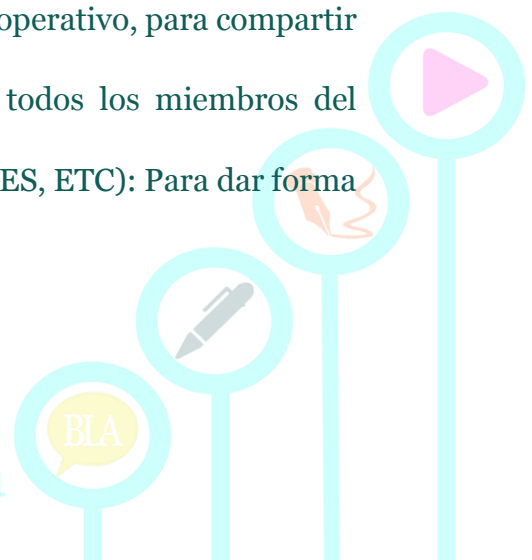 operativo, para compartir
todos los miembros del
ES, ETC): Para dar forma
BLA